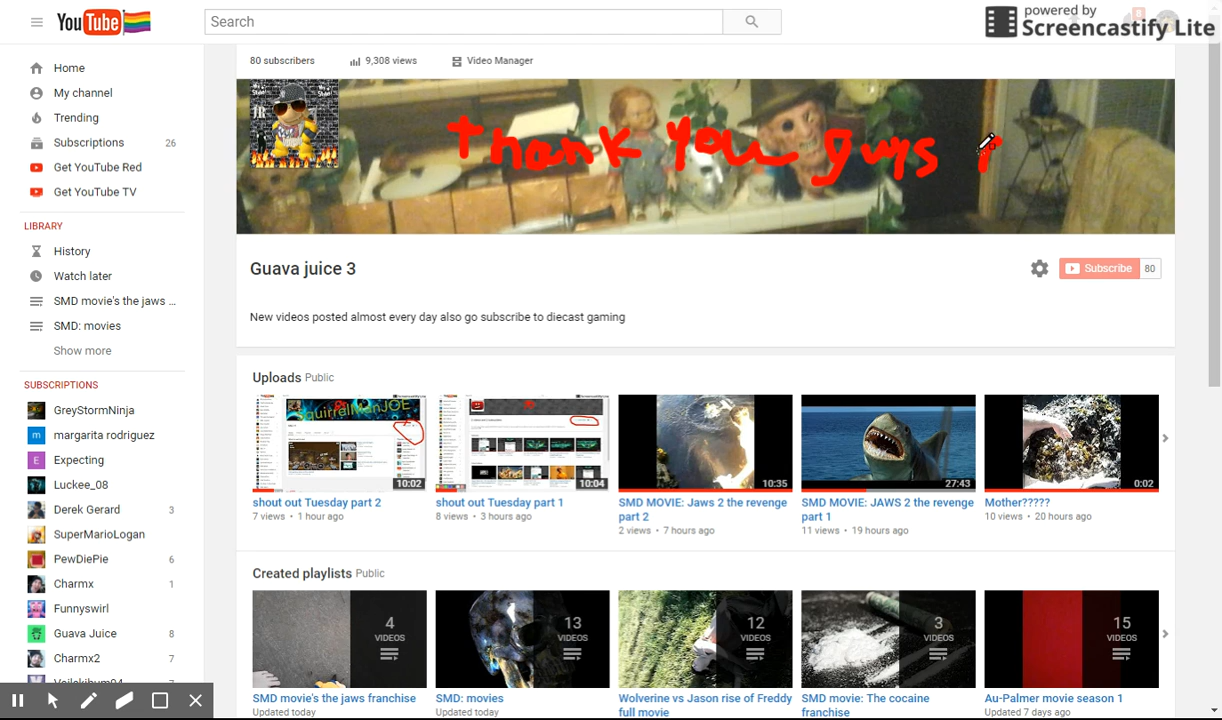 YouTube
Search
powered by
Screencastify Lite
80 subscribers
9,308 views
Video Manager
thank you guys
Home
My channel
Trending
Subscriptions 26
Get YouTube Red
Get YouTube TV
LIBRARY
History
Watch later
SMD movie's the jaws ...
SMD: movies
Show more
SUBSCRIPTIONS
GreyStormNinja
margarita rodriguez
E Expecting
Luckee_08
Derek Gerard 3
SuperMarioLogan
PewDiePie 6
Charmx 1
Funnyswirl
Guava Juice 8
Charmx2 7
Guava juice 3
Subscribe 80
New videos posted almost every day also go subscribe to diecast gaming
Uploads Public
SquirrelManJOE
10:02
10:04
10:35
27:43
0:02
shout out Tuesday part 2
7 views • 1 hour ago
shout out Tuesday part 1
8 views • 3 hours ago
SMD MOVIE: Jaws 2 the revenge
part 2
2 views • 7 hours ago
SMD MOVIE: JAWS 2 the revenge
part 1
11 views • 19 hours ago
Mother?????
10 views • 20 hours ago
Created playlists Public
4
VIDEOS
13
VIDEOS
12
VIDEOS
3
VIDEOS
15
VIDEOS
SMD movie's the jaws franchise
Updated today
SMD: movies
Updated today
Wolverine vs Jason rise of Freddy
full movie
SMD movie: The cocaine
franchise
Au-Palmer movie season 1
Updated 7 days ago